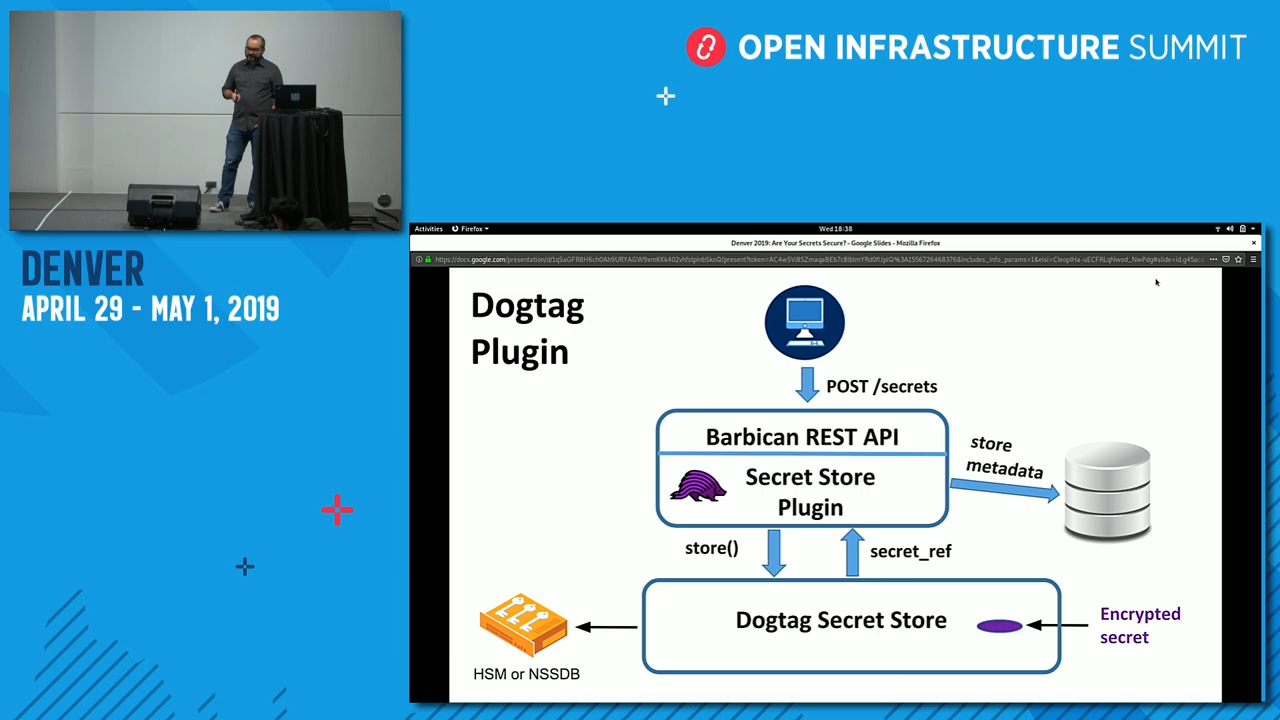 OPEN INFRASTRUCTURE SUMMIT
DENVER
APRIL 29 - MAY 1, 2019
Activities Firefox Wed 18:38
Denver 2019: Are Your Secrets Secure? - Google Slides - Mozilla Firefox
Dogtag
Plugin
POST /secrets
Barbican REST API
Secret Store
Plugin
store
metadata
store()
secret_ref
Dogtag Secret Store
Encrypted
secret
HSM or NSSDB